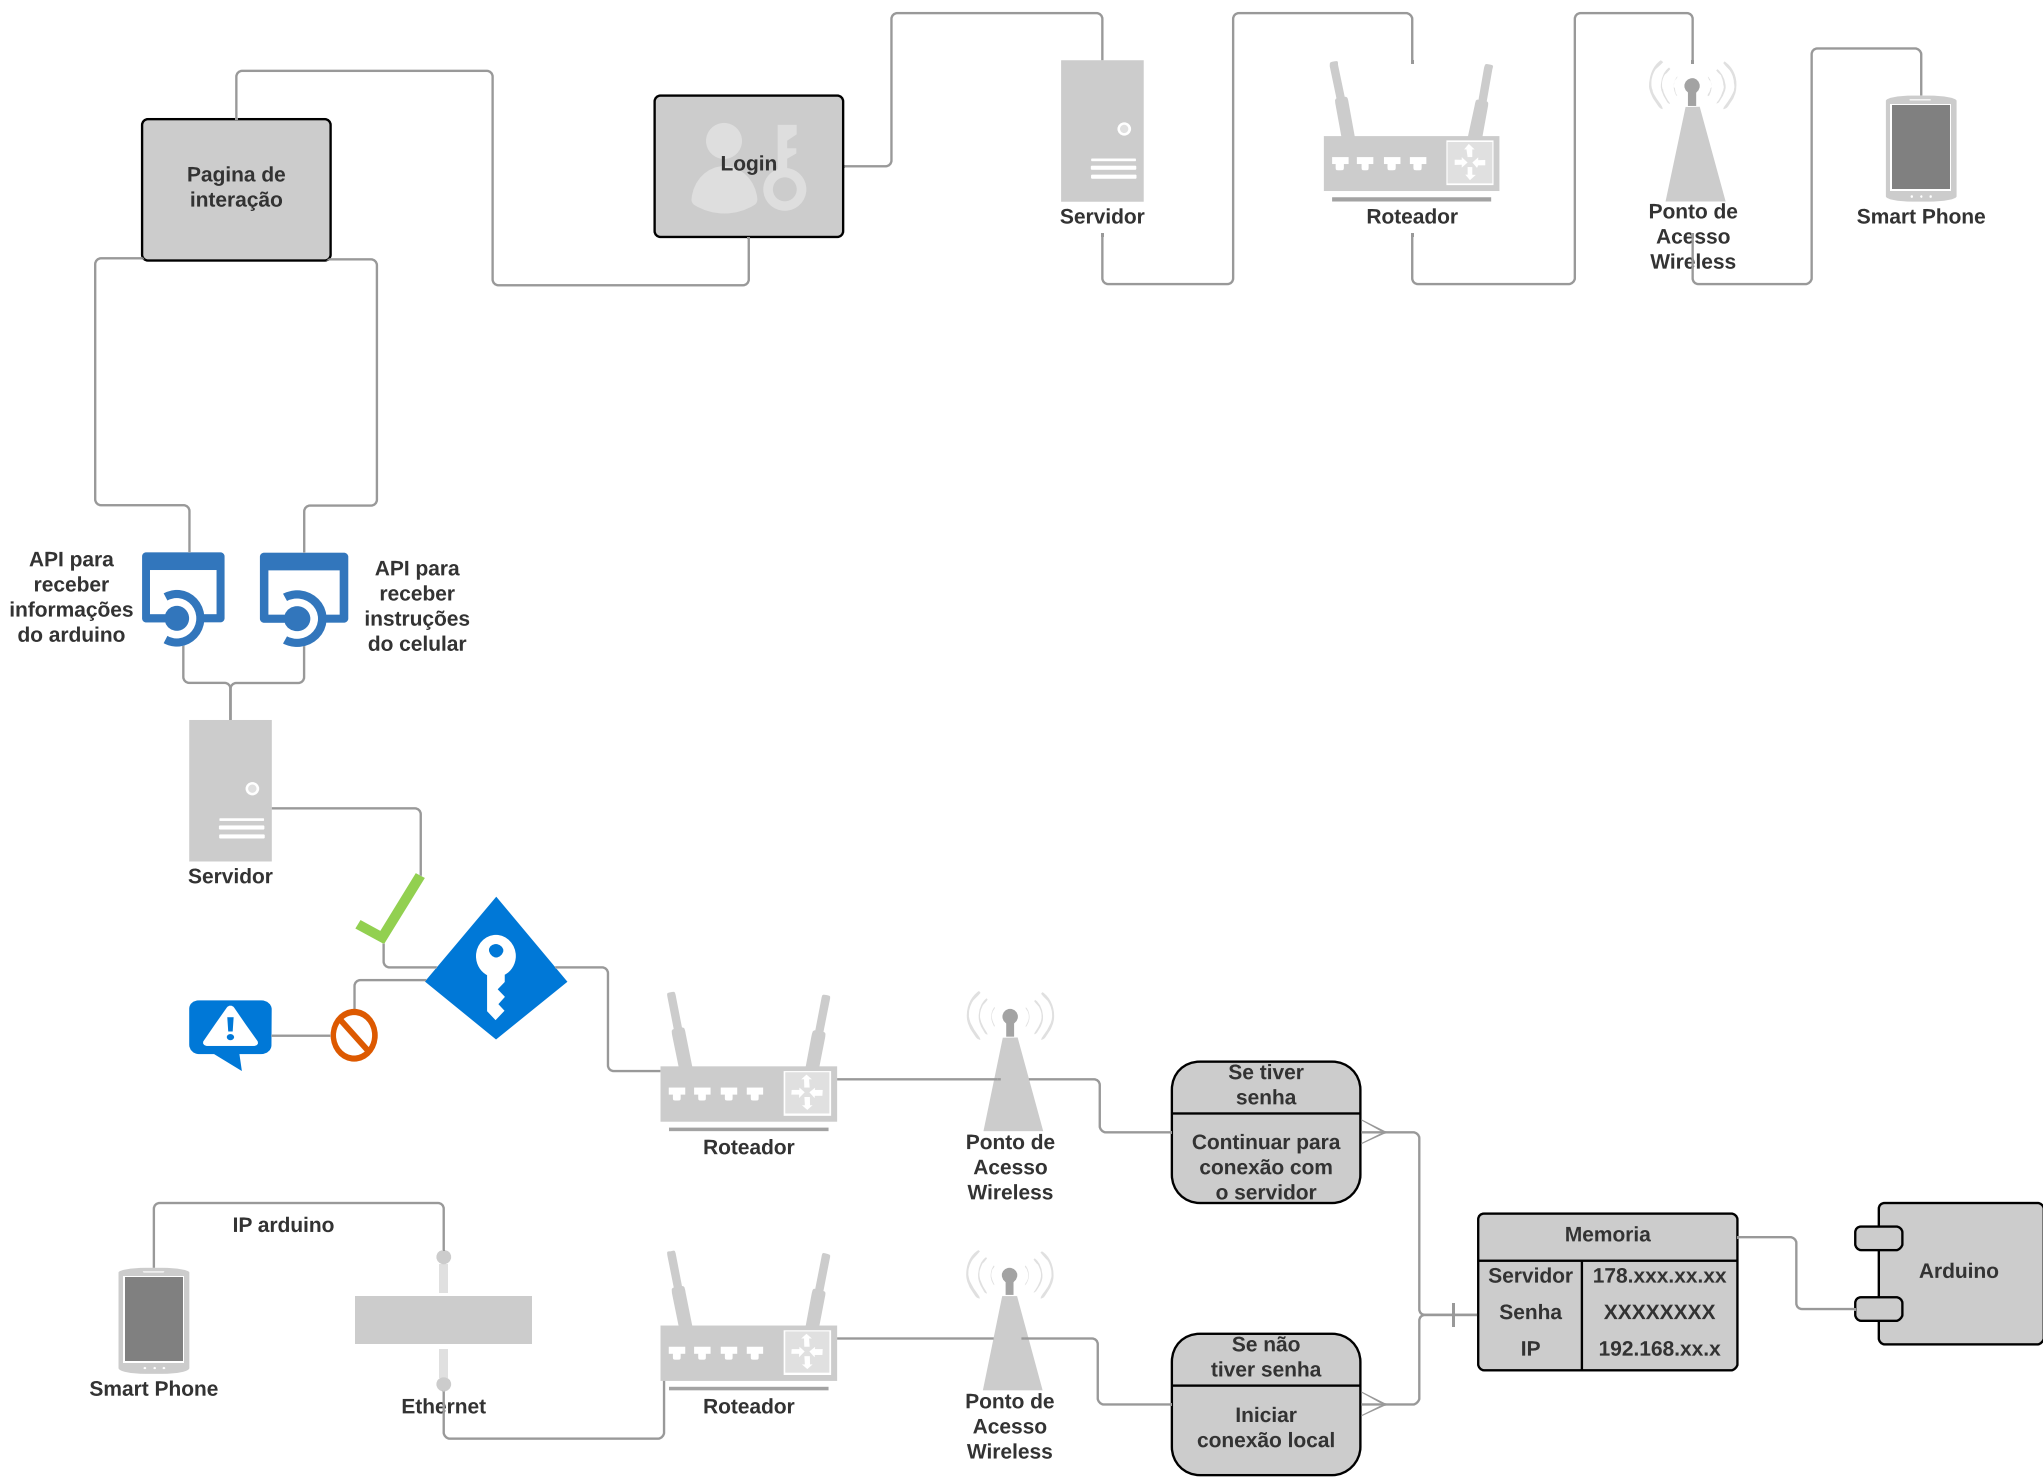 Pagina de
interação
Login
Servidor
Roteador
Ponto de
Acesso
Wireless
Smart Phone
API para
receber
informações
do arduino
API para
receber
instruções
do celular
Servidor
Roteador
Ponto de
Acesso
Wireless
Se tiver
senha
Continuar para
conexão com
o servidor
IP arduino
Smart Phone
Ethernet
Roteador
Ponto de
Acesso
Wireless
Se não
tiver senha
Iniciar
conexão local
Memoria
Servidor 178.xxx.xx.xx
Senha XXXXXXXX
IP 192.168.xx.x
Arduino